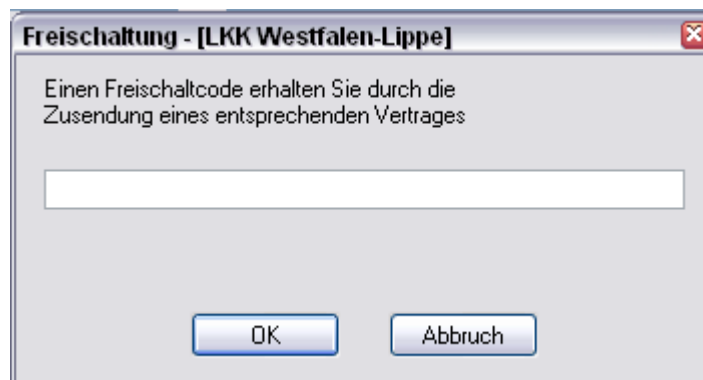 Freischaltung - [LKK Westfalen-Lippe]
Einen Freischaltcode erhalten Sie durch die
Zusendung eines entsprechenden Vertrages
OK
Abbruch